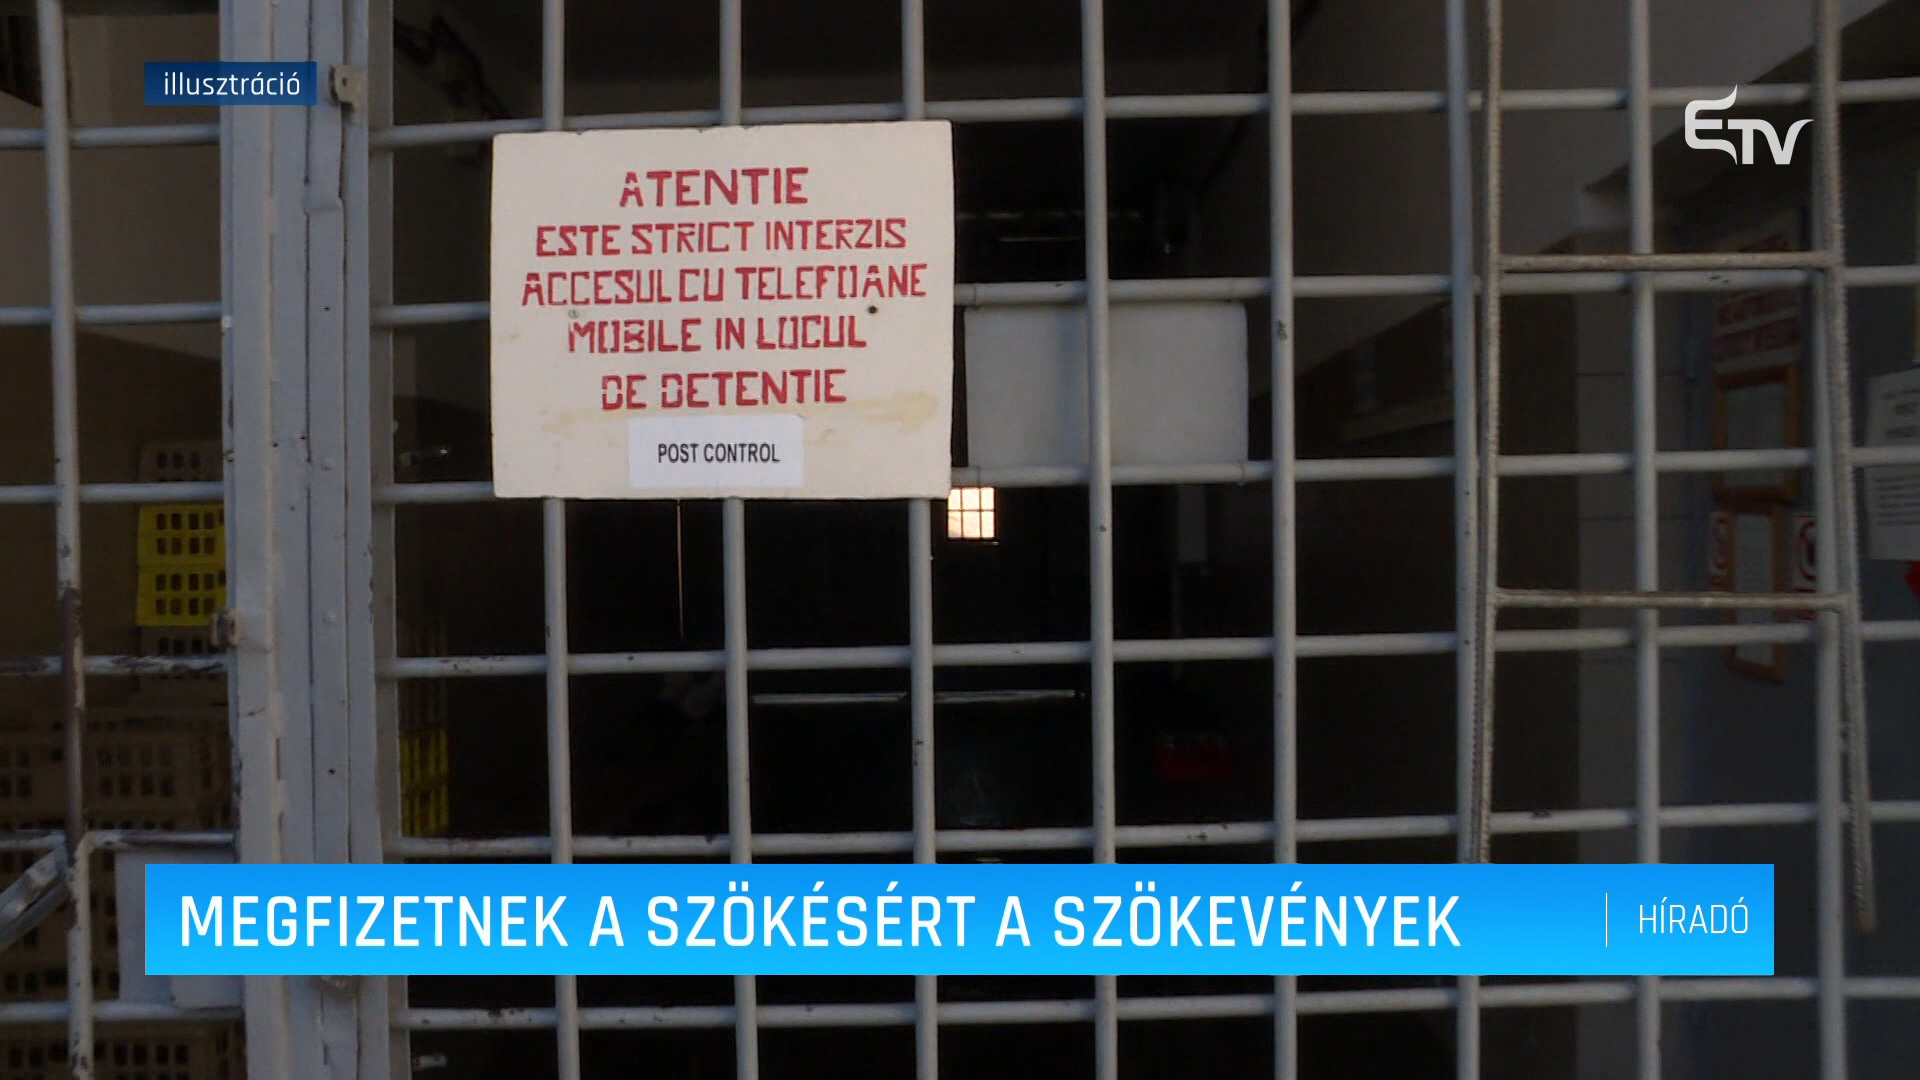 illusztráció
ETV
ATENTIE
ESTE STRICT INTERZIS
ACCESUL CU TELEFOANE
MOBILE IN LOCUL
DE DETENTIE
POST CONTROL
MEGFIZETNEK A SZÖKÉSÉRT A SZÖKEVÉNYEK
HÍRADÓ